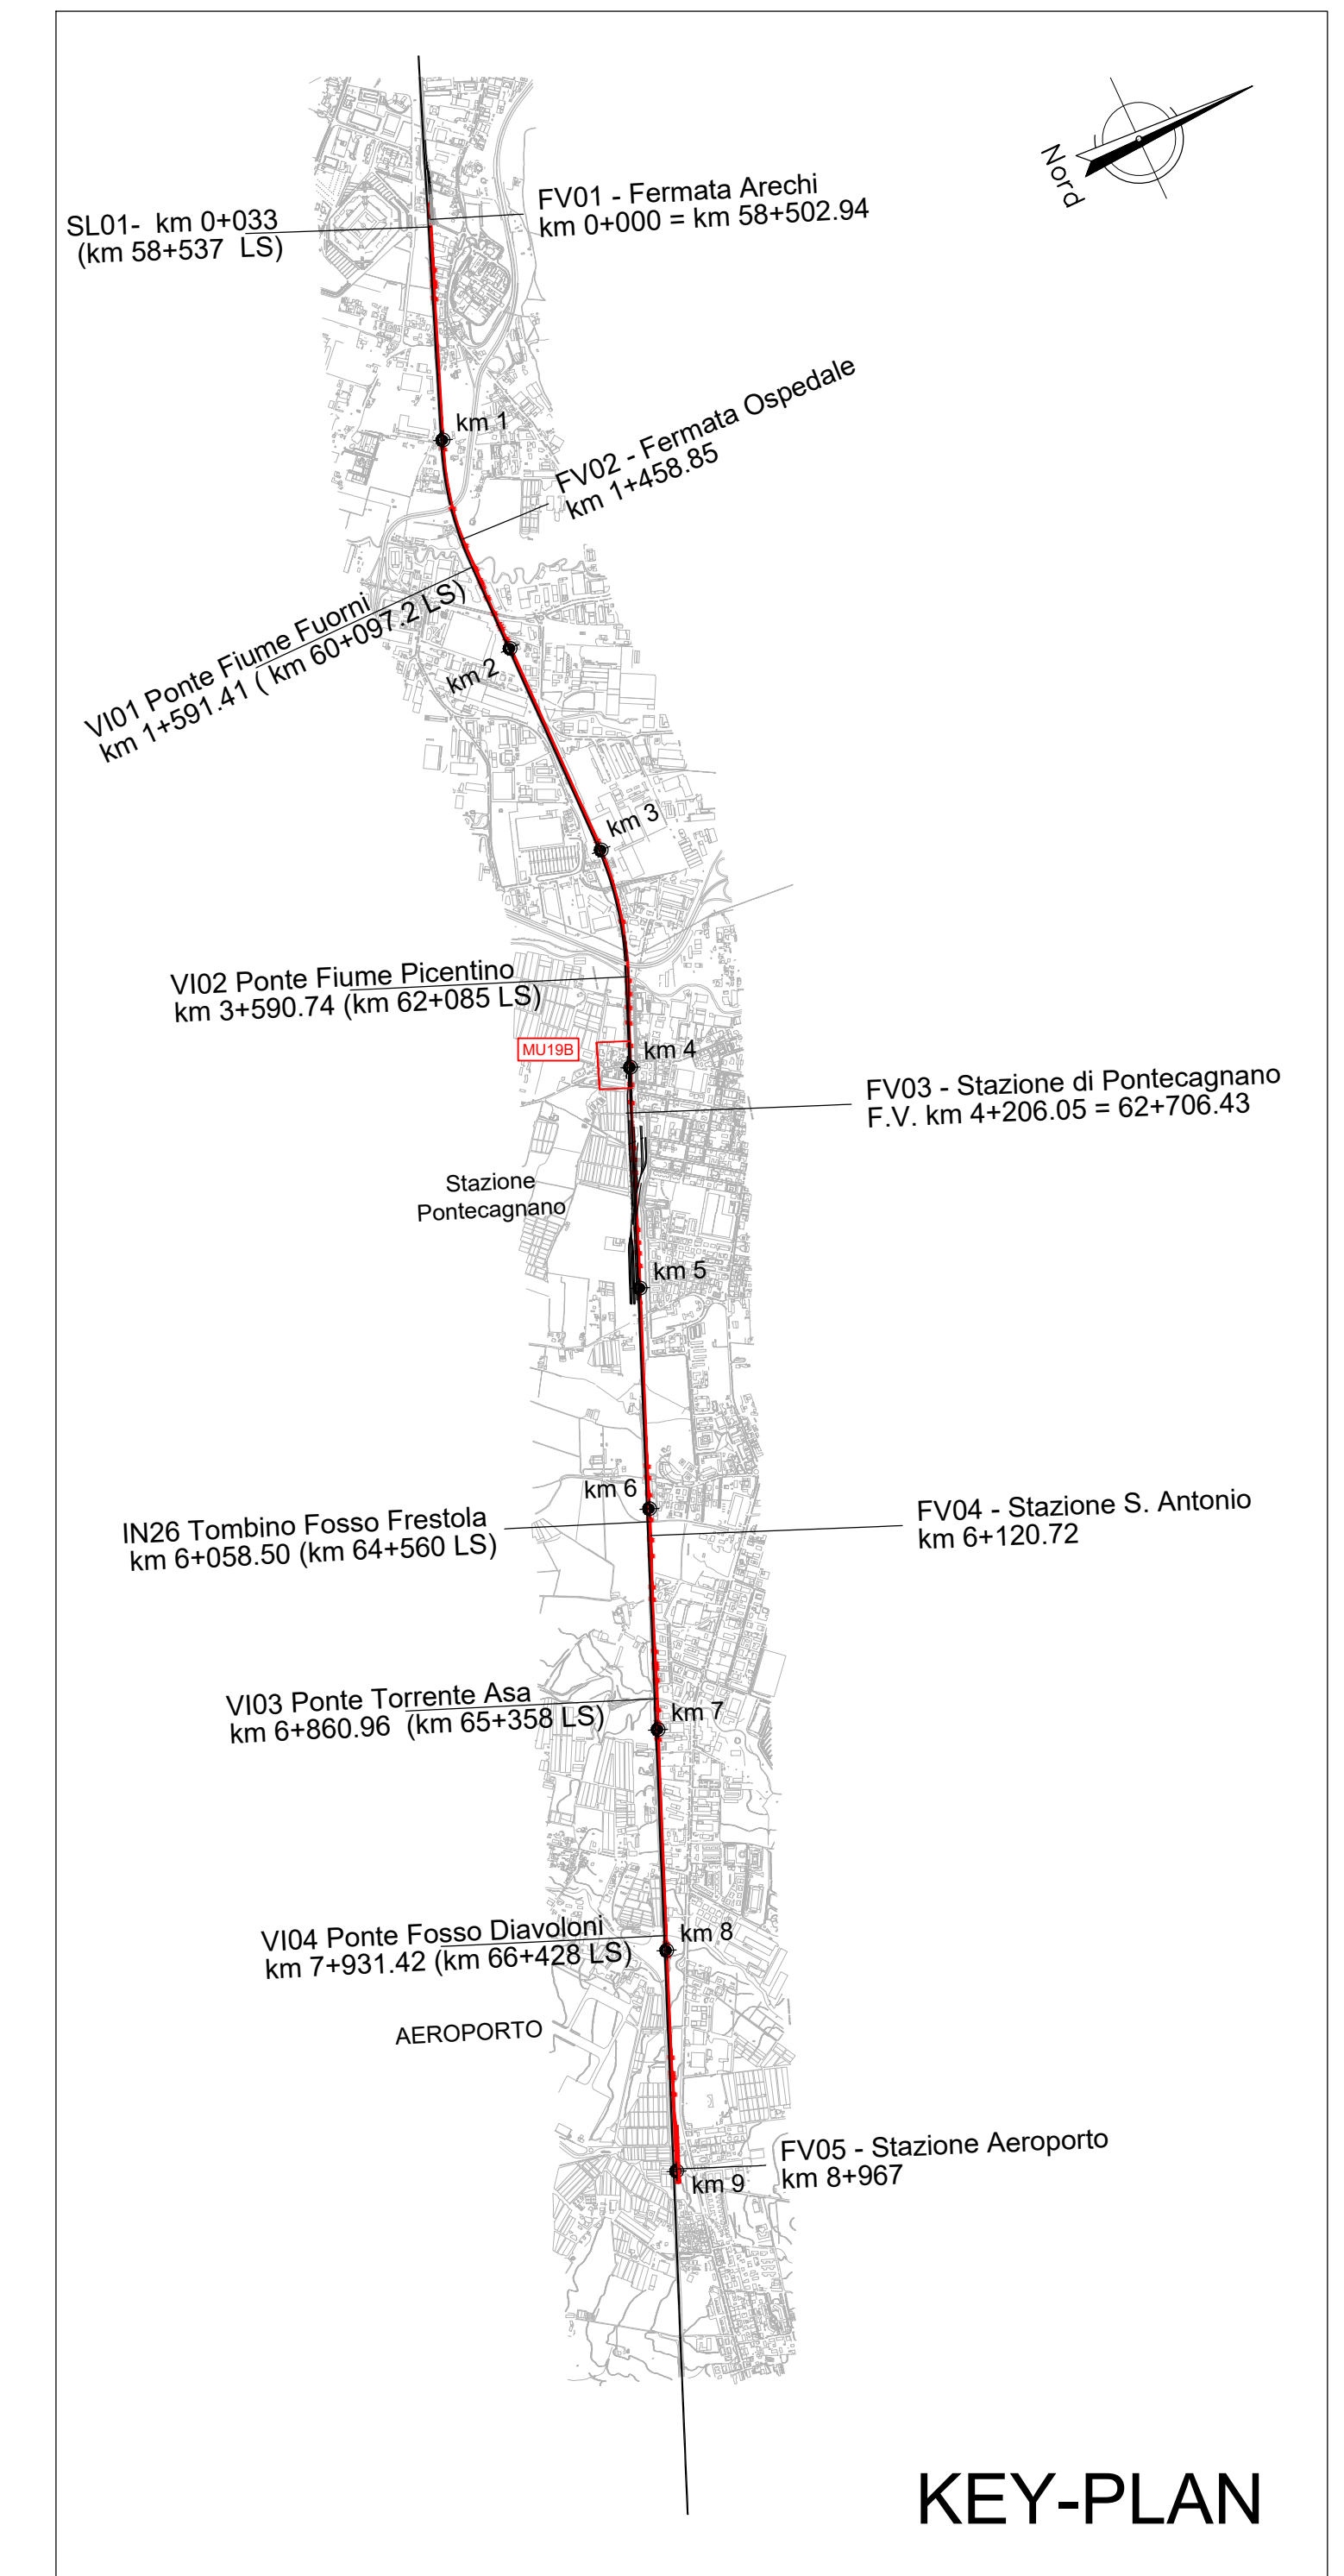 Nord
FV01 - Fermata Arechi
km 0+000 = km 58+502.94
SL01-  km 0+033
(km 58+537  LS)
km 1
FV02 - Fermata Ospedale
km 1+458.85
VI01 Ponte Fiume Fuorni
km 1+591.41 ( km 60+097.2 LS)
km 2
km 3
VI02 Ponte Fiume Picentino
km 3+590.74 (km 62+085 LS)
MU19B
km 4
FV03 - Stazione di Pontecagnano
F.V. km 4+206.05 = 62+706.43
Stazione
Pontecagnano
km 5
km 6
IN26 Tombino Fosso Frestola
km 6+058.50 (km 64+560 LS)
FV04 - Stazione S. Antonio
km 6+120.72
VI03 Ponte Torrente Asa
km 6+860.96  (km 65+358 LS)
km 7
VI04 Ponte Fosso Diavoloni
km 7+931.42 (km 66+428 LS)
km 8
AEROPORTO
FV05 - Stazione Aeroporto
km 8+967
km 9
KEY-PLAN